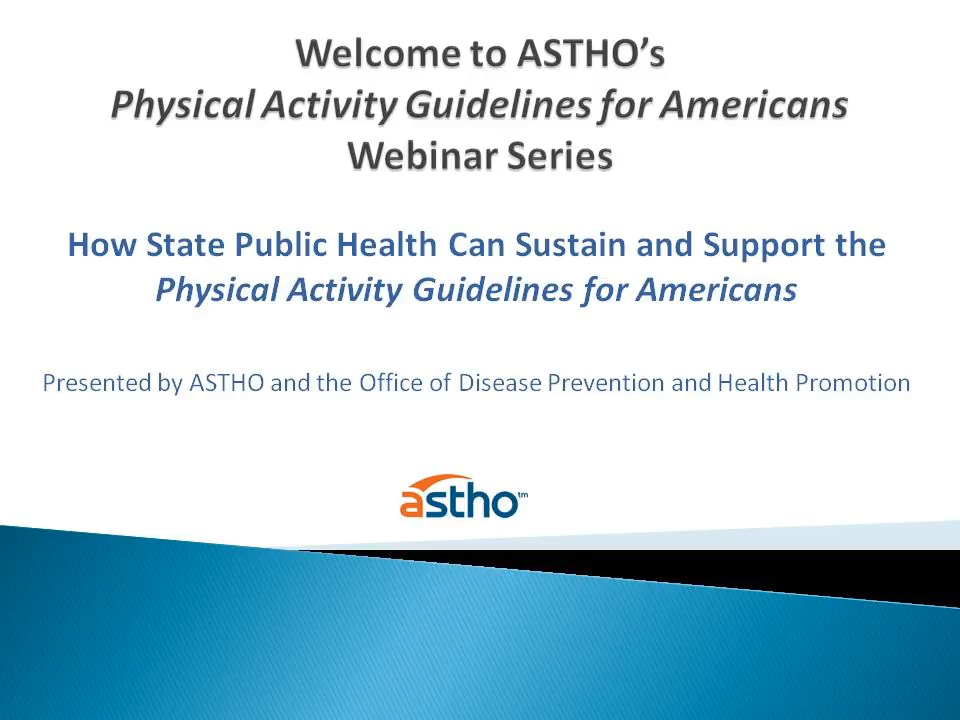 Welcome to ASTHO’s
Physical Activity Guidelines for Americans
Webinar Series
How State Public Health Can Sustain and Support the
Physical Activity Guidelines for Americans
Presented by ASTHO and the Office of Disease Prevention and Health Promotion
astho™